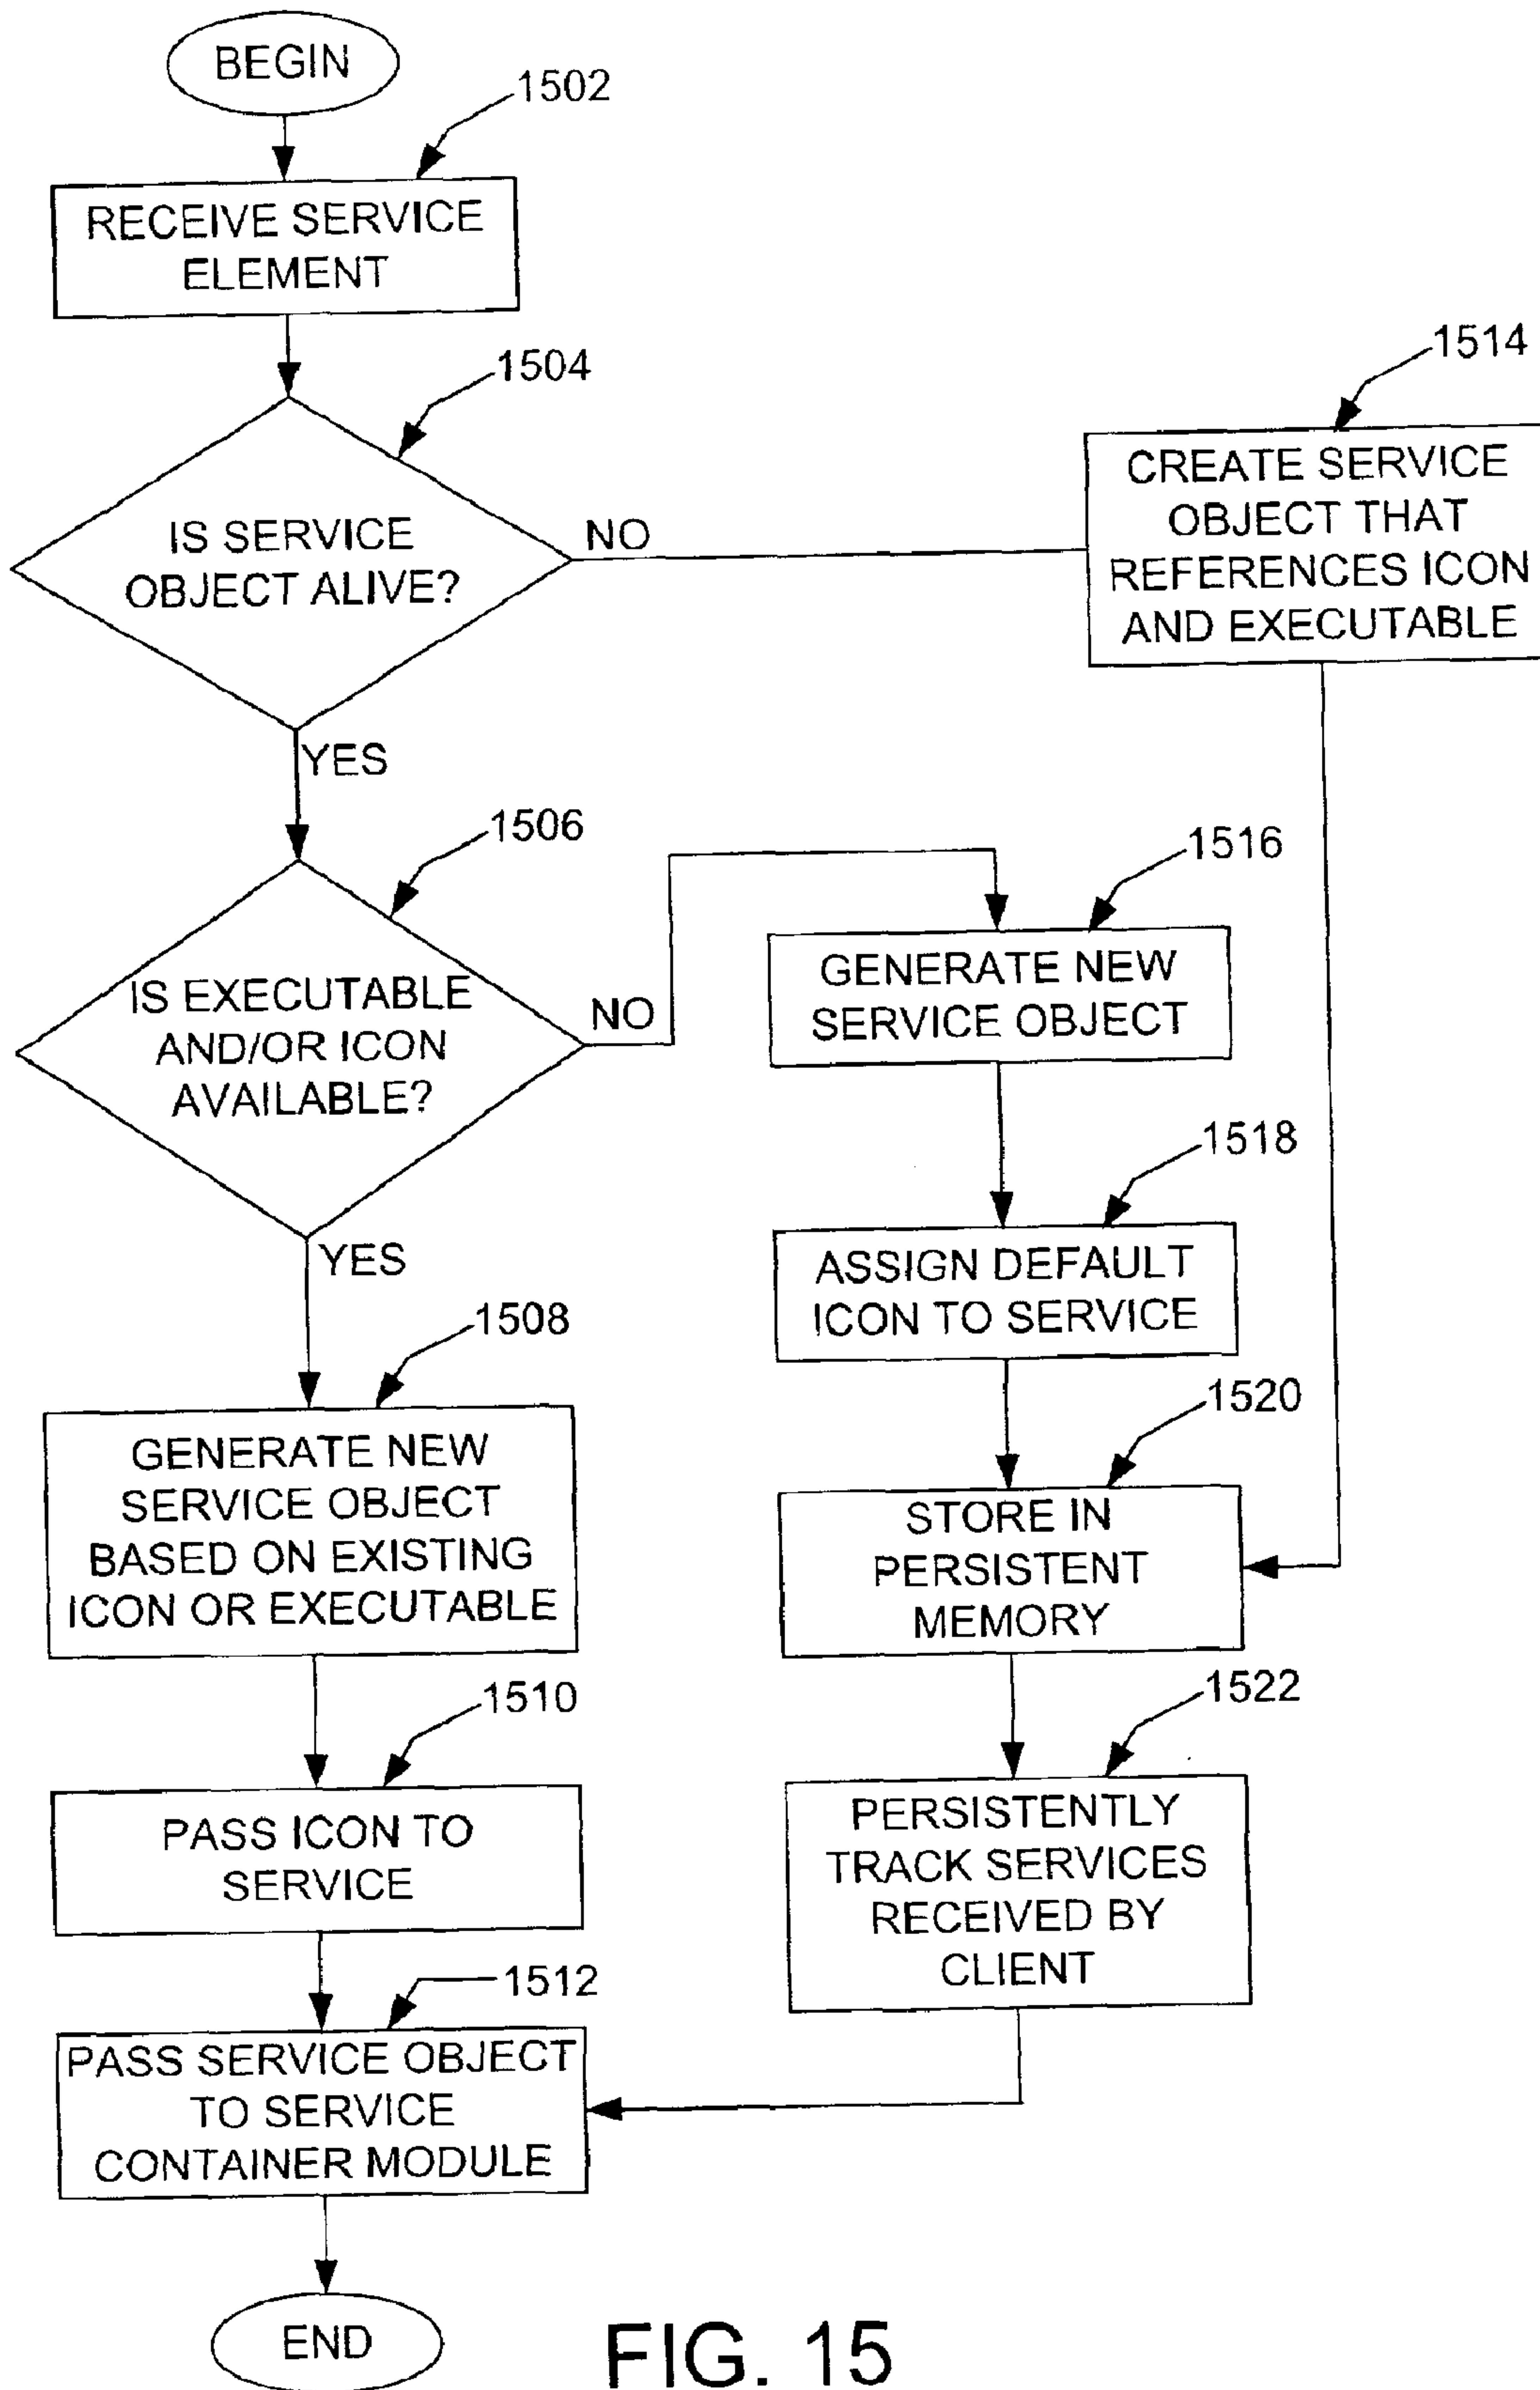 BEGIN
1502
RECEIVE SERVICE
ELEMENT
1504
IS SERVICE
OBJECT ALIVE?
NO
YES
1514
CREATE SERVICE
OBJECT THAT
REFERENCES ICON
AND EXECUTABLE
1506
IS EXECUTABLE
AND/OR ICON
AVAILABLE?
NO
YES
1516
GENERATE NEW
SERVICE OBJECT
1518
ASSIGN DEFAULT
ICON TO SERVICE
1508
GENERATE NEW
SERVICE OBJECT
BASED ON EXISTING
ICON OR EXECUTABLE
1520
STORE IN
PERSISTENT
MEMORY
1510
PASS ICON TO
SERVICE
1522
PERSISTENTLY
TRACK SERVICES
RECEIVED BY
CLIENT
1512
PASS SERVICE OBJECT
TO SERVICE
CONTAINER MODULE
END
FIG. 15